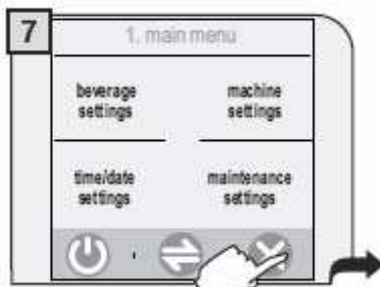 7
1. main menu
beverage machine
settings settings
time/date maintenance
settings settings